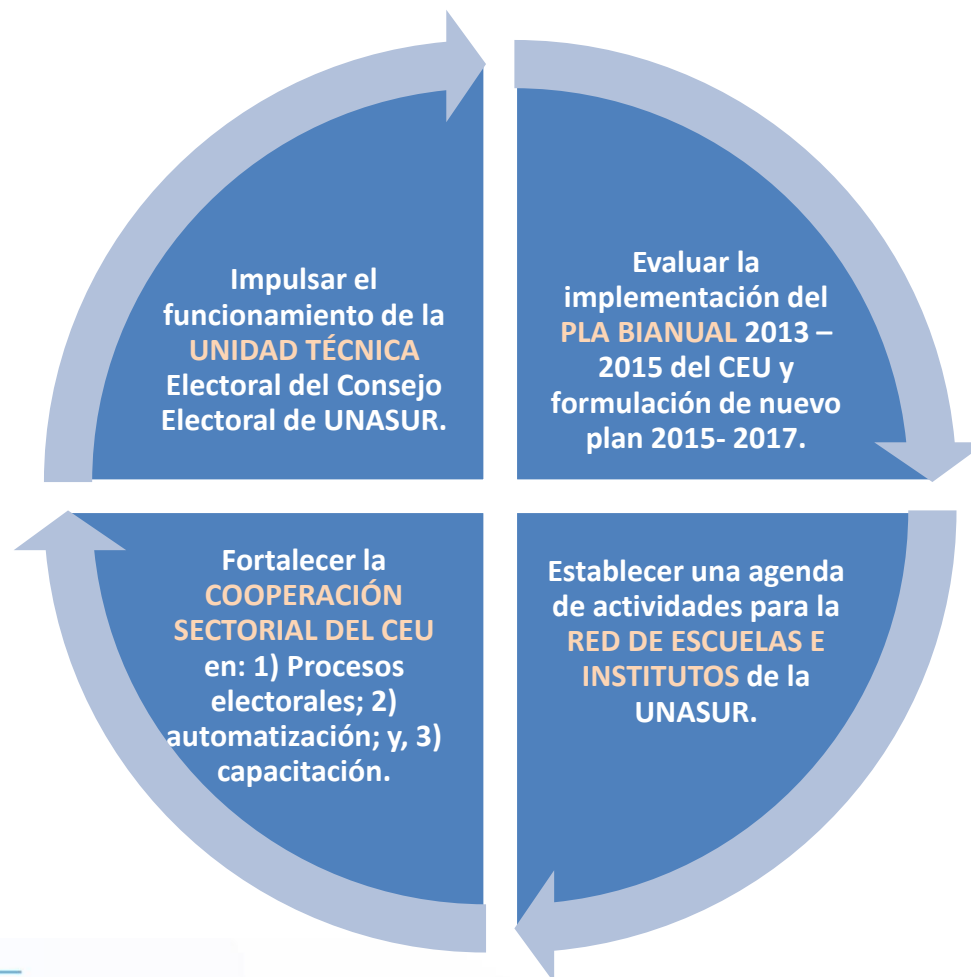 Impulsar el
funcionamiento de la
UNIDAD TÉCNICA
Electoral del Consejo
Electoral de UNASUR.
Evaluar la
implementación del
PLA BIANUAL 2013 –
2015 del CEU y
formulación de nuevo
plan 2015- 2017.
Establecer una agenda
de actividades para la
RED DE ESCUELAS E
INSTITUTOS de la
UNASUR.
Fortalecer la
COOPERACIÓN
SECTORIAL DEL CEU
en: 1) Procesos
electorales; 2)
automatización; y, 3)
capacitación.